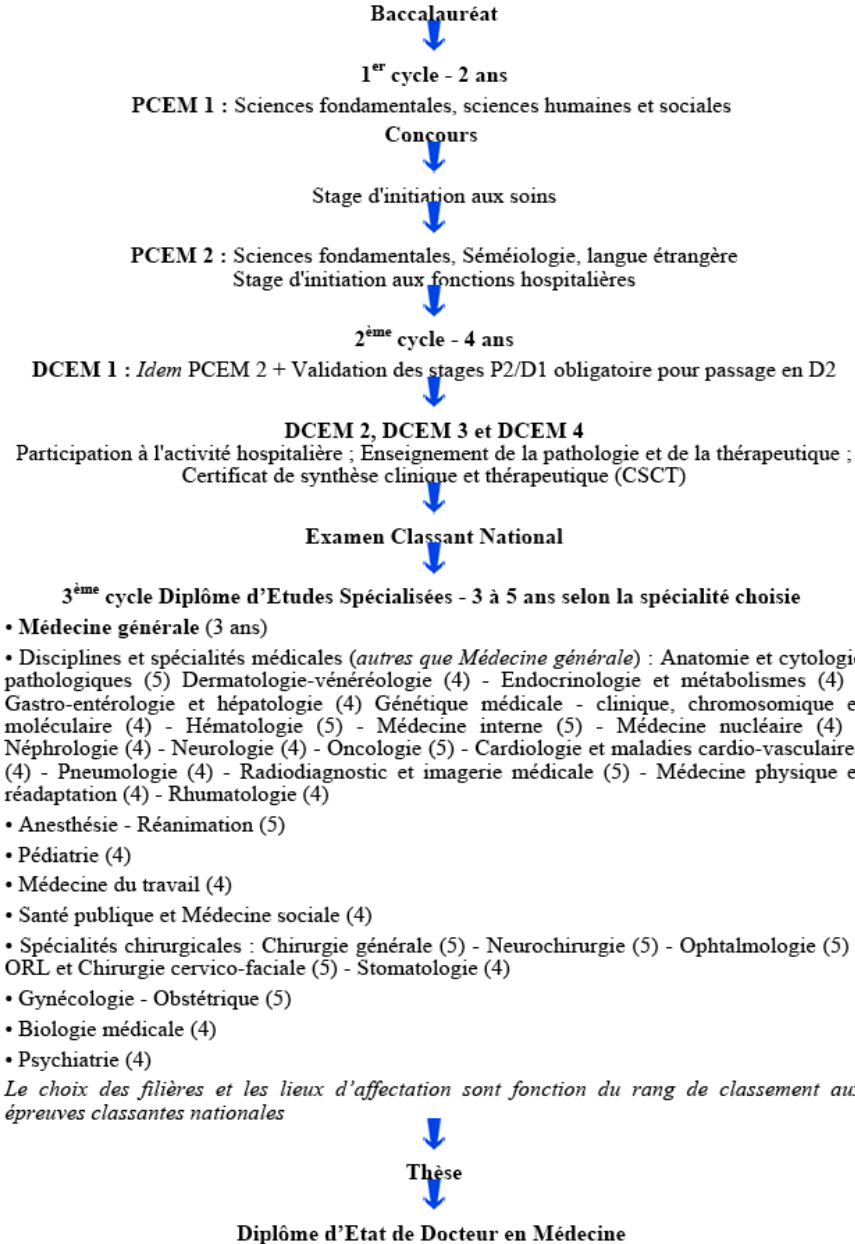 Baccalauréat
1er cycle - 2 ans
PCEM 1 : Sciences fondamentales, sciences humaines et sociales
Concours
Stage d'initiation aux soins
PCEM 2 : Sciences fondamentales, Séméiologie, langue étrangère
Stage d'initiation aux fonctions hospitalières
2ème cycle - 4 ans
DCEM 1 : Idem PCEM 2 + Validation des stages P2/D1 obligatoire pour passage en D2
DCEM 2, DCEM 3 et DCEM 4
Participation à l'activité hospitalière ; Enseignement de la pathologie et de la thérapeutique ;
Certificat de synthèse clinique et thérapeutique (CSCT)
Examen Classant National
3ème cycle Diplôme d’Etudes Spécialisées - 3 à 5 ans selon la spécialité choisie
• Médecine générale (3 ans)
• Disciplines et spécialités médicales (autres que Médecine générale) : Anatomie et cytologie
pathologiques (5) Dermatologie-vénéréologie (4) - Endocrinologie et métabolismes (4)
Gastro-entérologie et hépatologie (4) Génétique médicale - clinique, chromosomique e
moléculaire (4) - Hématologie (5) - Médecine interne (5) - Médecine nucléaire (4)
Néphrologie (4) - Neurologie (4) - Oncologie (5) - Cardiologie et maladies cardio-vasculaire
(4) - Pneumologie (4) - Radiodiagnostic et imagerie médicale (5) - Médecine physique e
réadaptation (4) - Rhumatologie (4)
• Anesthésie - Réanimation (5)
• Pédiatrie (4)
• Médecine du travail (4)
• Santé publique et Médecine sociale (4)
• Spécialités chirurgicales : Chirurgie générale (5) - Neurochirurgie (5) - Ophtalmologie (5)
ORL et Chirurgie cervico-faciale (5) - Stomatologie (4)
• Gynécologie - Obstétrique (5)
• Biologie médicale (4)
• Psychiatrie (4)
Le choix des filières et les lieux d’affectation sont fonction du rang de classement aux
épreuves classantes nationales
Thèse
Diplôme d’Etat de Docteur en Médecine